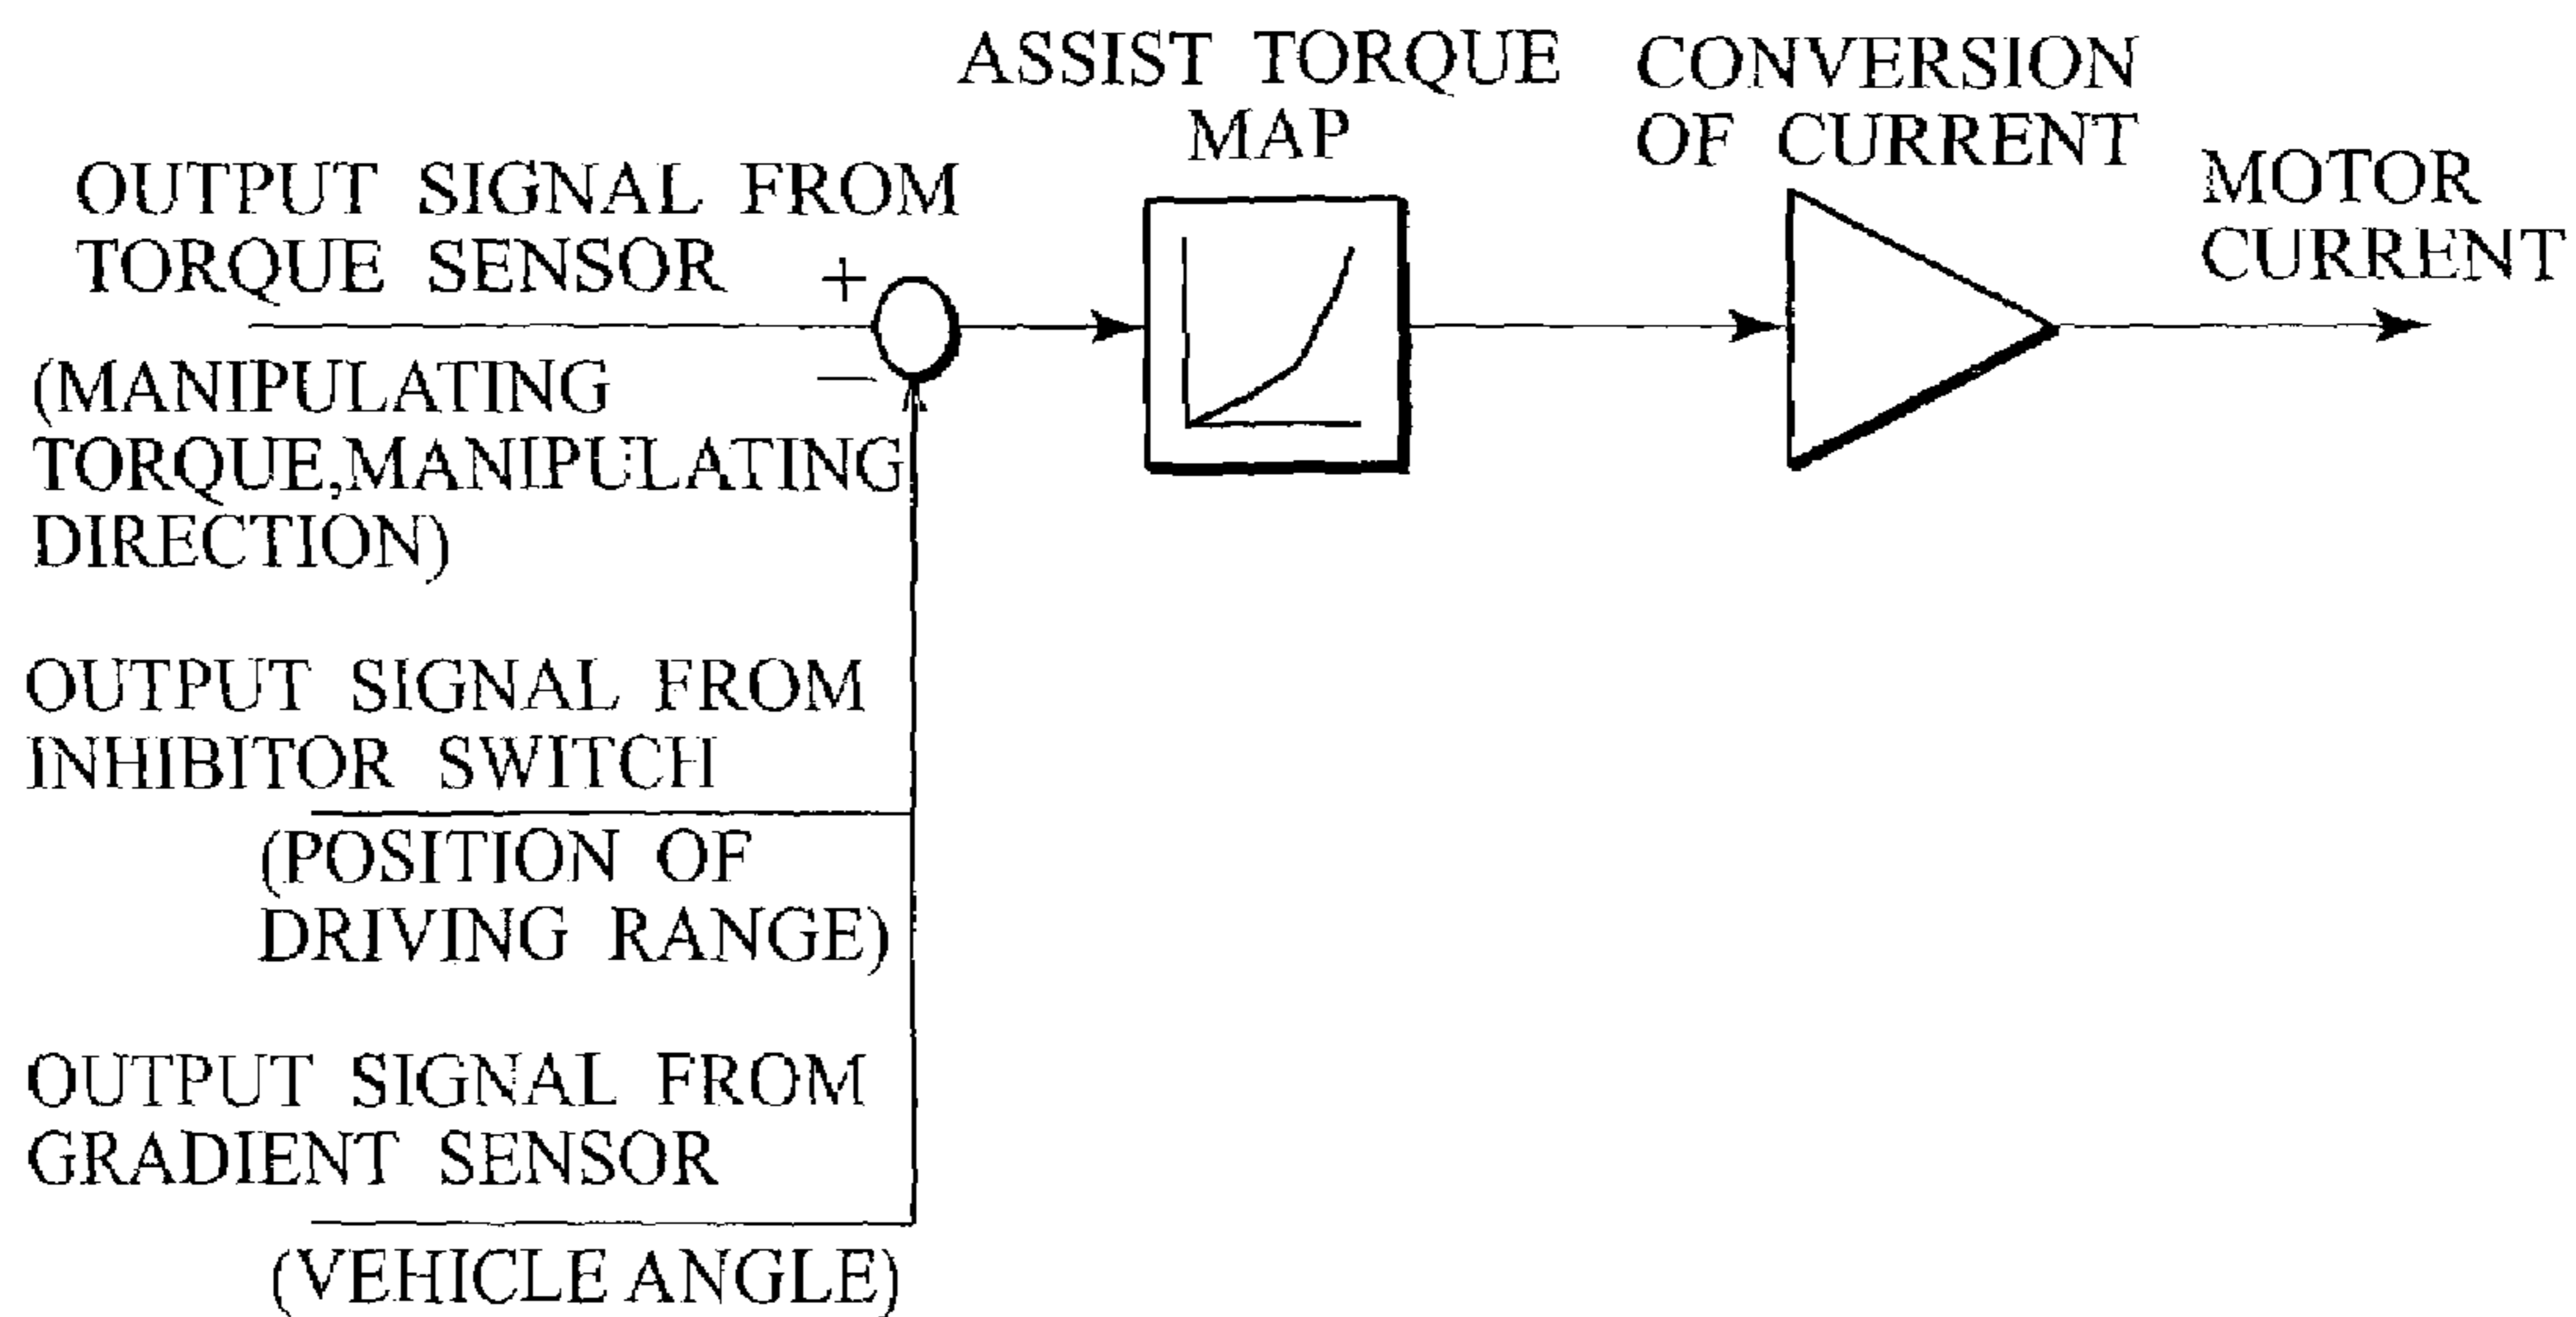 ASSIST TORQUE
MAP
CONVERSION
OF CURRENT
MOTOR
CURRENT
OUTPUT SIGNAL FROM
TORQUE SENSOR
+
−
(MANIPULATING
TORQUE,MANIPULATING
DIRECTION)
OUTPUT SIGNAL FROM
INHIBITOR SWITCH
(POSITION OF
DRIVING RANGE)
OUTPUT SIGNAL FROM
GRADIENT SENSOR
(VEHICLE ANGLE)